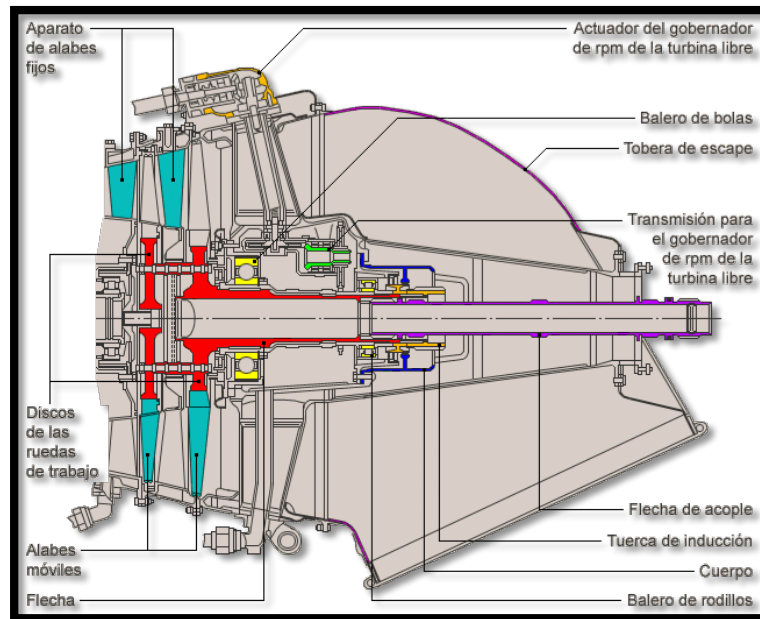 Aparato
de alabes
fijos
Actuador del gobernador
de rpm de la turbina libre
Balero de bolas
Tobera de escape
Transmisión para
el gobernador
de rpm de la
turbina libre
Discos
de las
ruedas
de trabajo
Alabes
móviles
Flecha
Flecha de acople
Tuerca de inducción
Cuerpo
Balero de rodillos